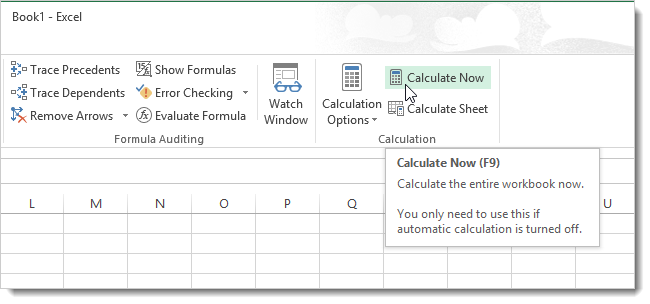 Book1 - Excel
Trace Precedents
Trace Dependents
Remove Arrows
Show Formulas
Error Checking
Evaluate Formula
Formula Auditing
Watch
Window
Calculation
Options
Calculate Now
Calculate Sheet
Calculation
Calculate Now (F9)
Calculate the entire workbook now.
You only need to use this if
automatic calculation is turned off.
L M N O P Q U